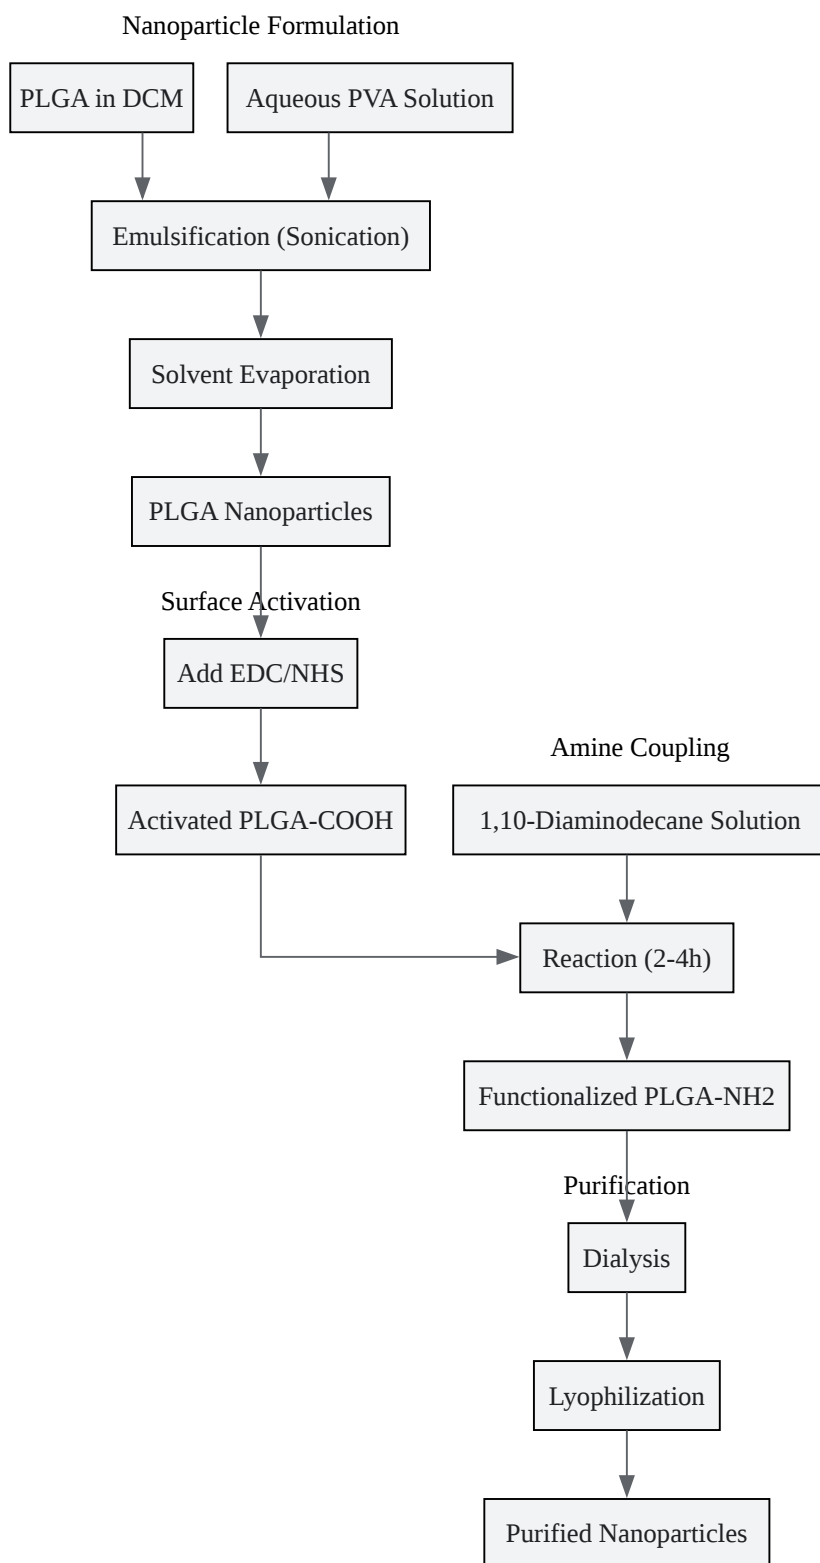 Nanoparticle Formulation
PLGA in DCM
Aqueous PVA Solution
Emulsification (Sonication)
Solvent Evaporation
PLGA Nanoparticles
Surface Activation
Add EDC/NHS
Amine Coupling
Activated PLGA-COOH
1,10-Diaminodecane Solution
Reaction (2-4h)
Functionalized PLGA-NH2
Purification
Dialysis
Lyophilization
Purified Nanoparticles